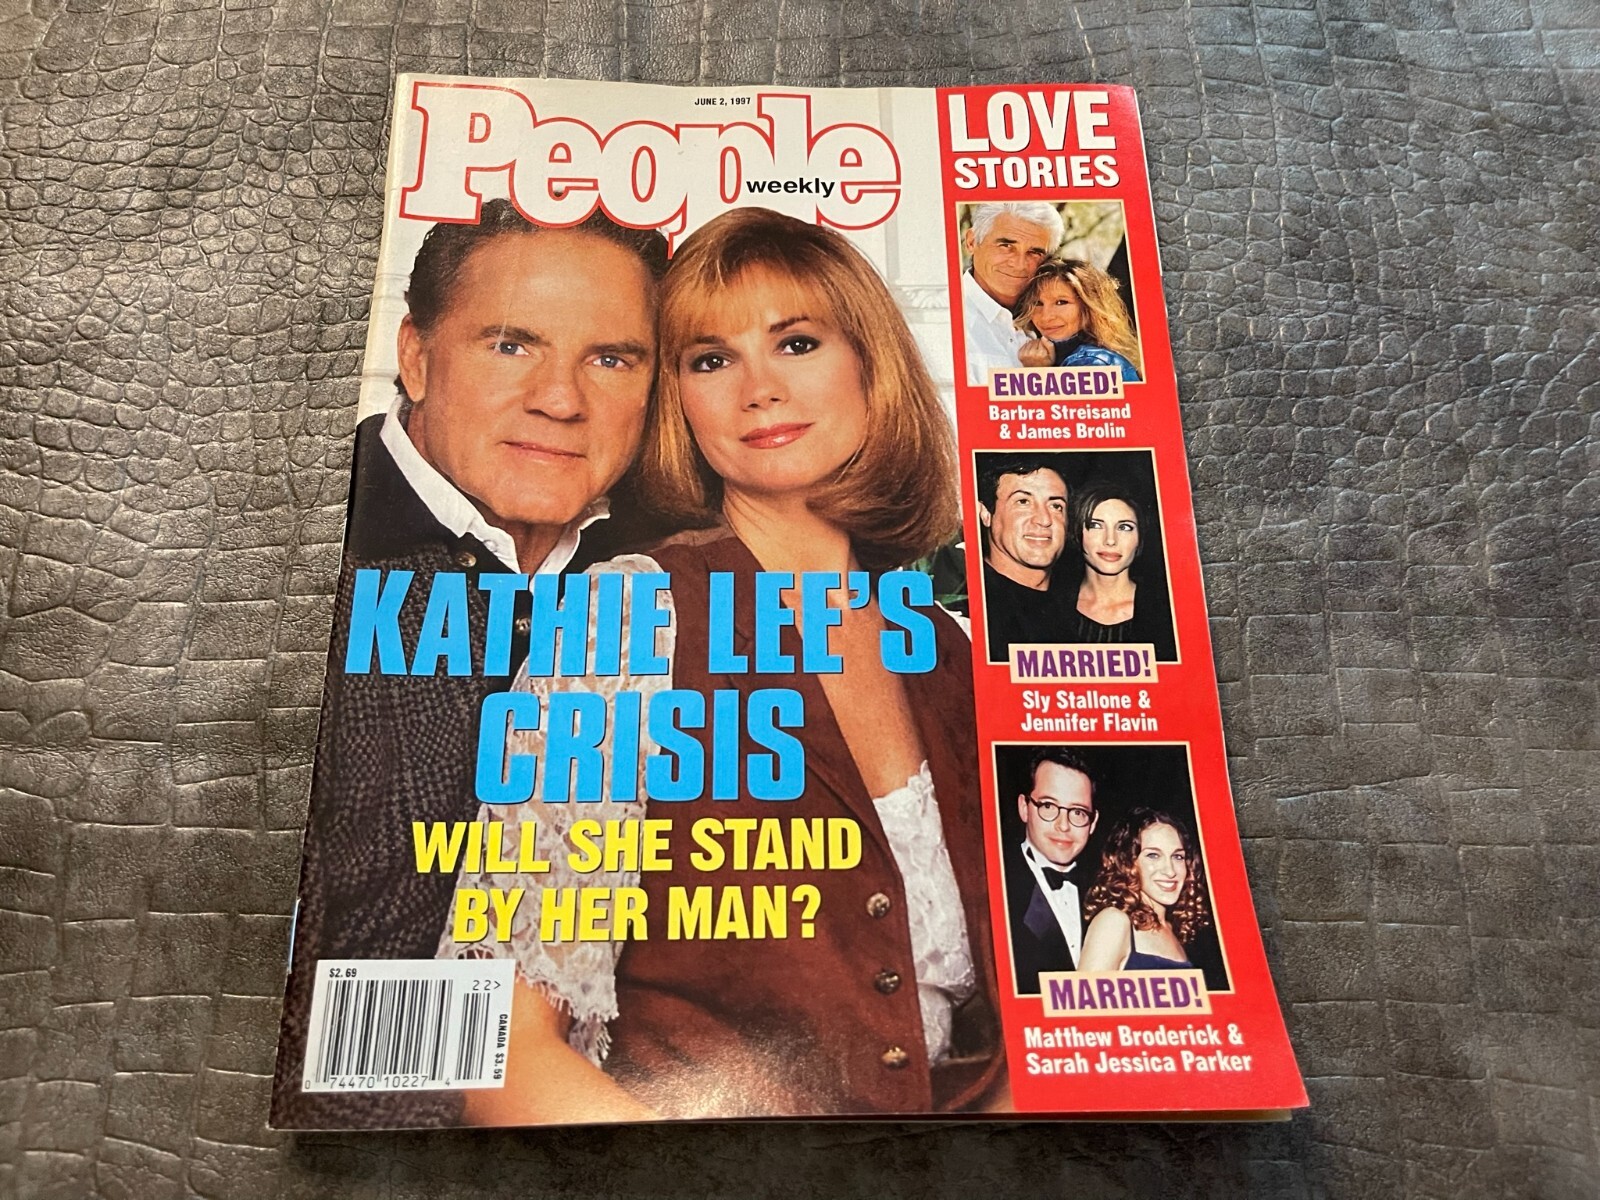 JUNE 2, 1997
People
weekly
LOVE
STORIES
ENGAGED!
Barbra Streisand
& James Brolin
MARRIED!
Sly Stallone &
Jennifer Flavin
MARRIED!
Matthew Broderick &
Sarah Jessica Parker
KATHIE LEE'S
CRISIS
WILL SHE STAND
BY HER MAN?
$2.69
22>
CANADA $3.59
0 74470 10227 4